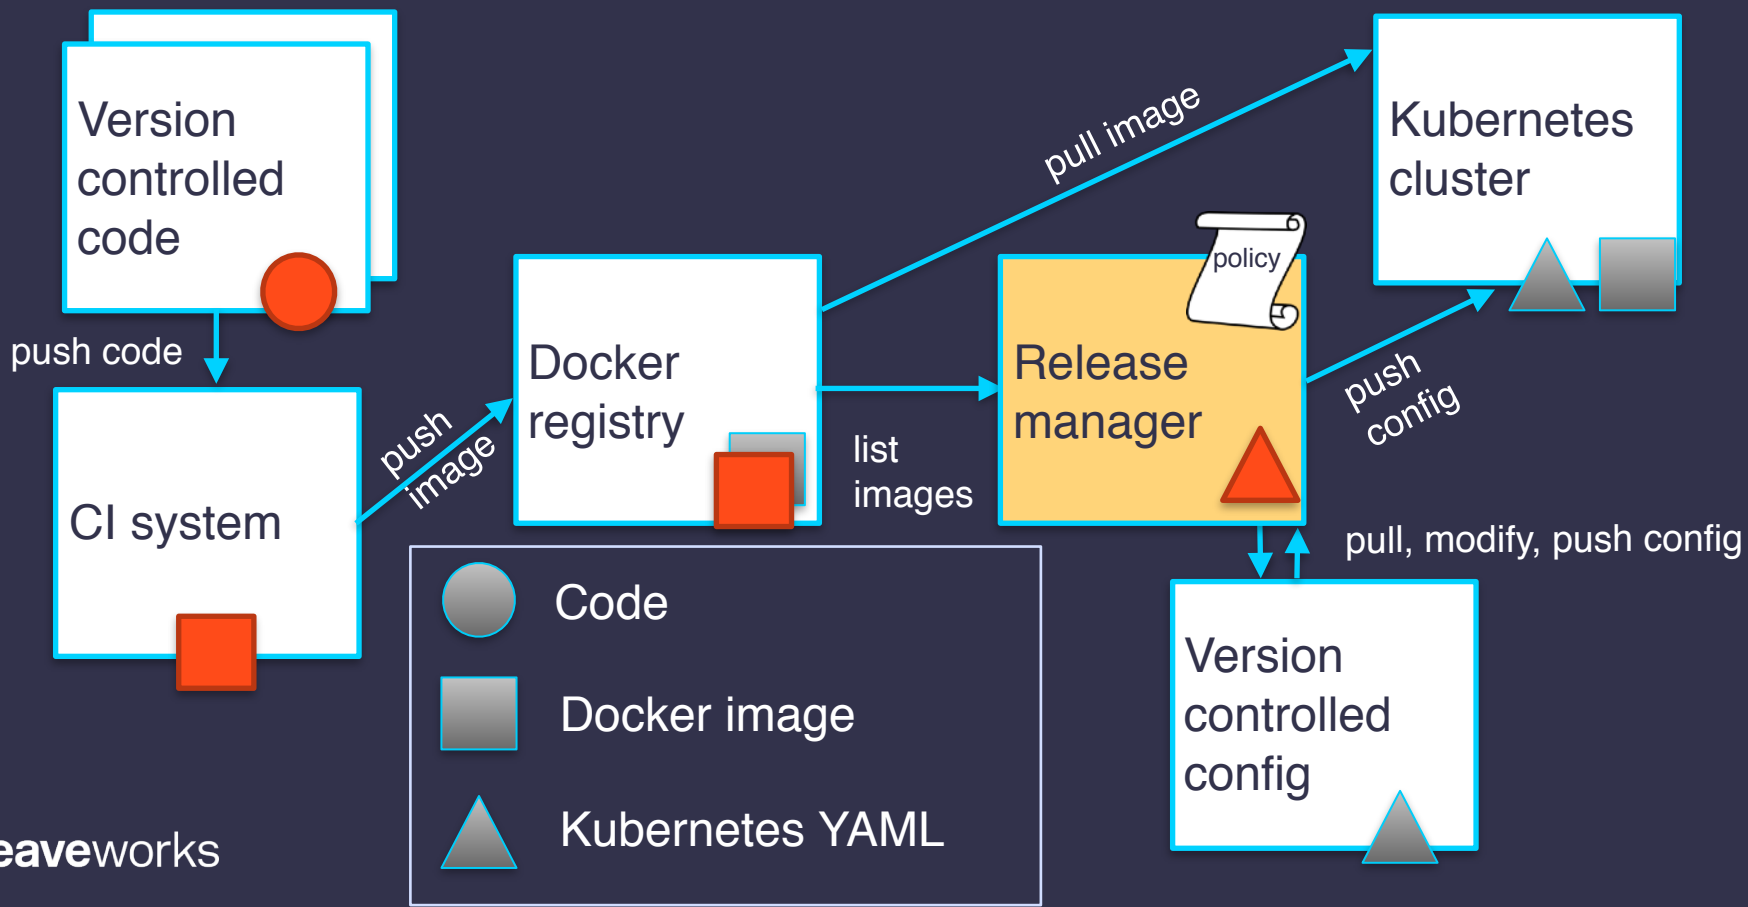 Version
controlled
code
push code
CI system
push
image
Docker
registry
list
images
pull image
policy
Release
manager
push
config
Kubernetes
cluster
pull, modify, push config
Version
controlled
config
Code
Docker image
Kubernetes YAML
eaveworks